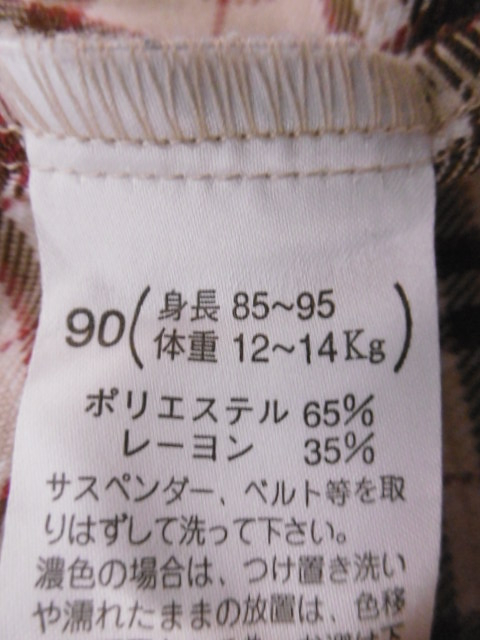 90(身長 85~95
体重 12~14Kg)
ポリエステル 65%
レーヨン 35%
サスペンダー、ベルト等を取
りはずして洗って下さい。
濃色の場合は、つけ置き洗い
や濡れたままの放置は、色移